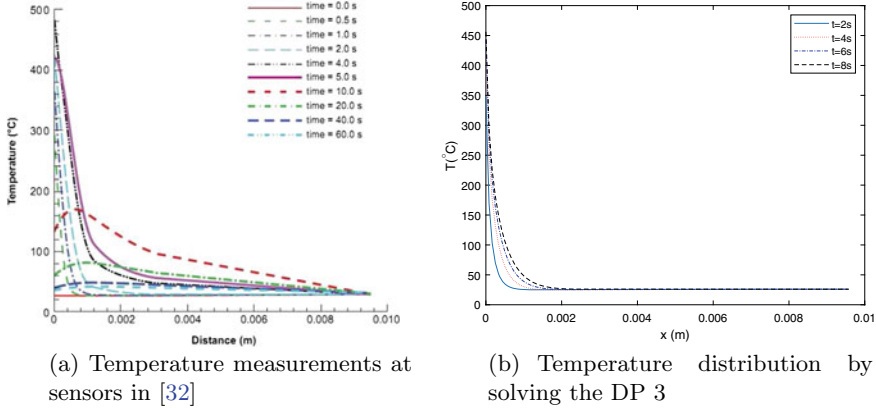 500
400
300
200
100
0
0
0.002
0.004
0.006
0.008
0.010
Temperature (°C)
Distance (m)
time = 0.0 s
time = 0.5 s
time = 1.0 s
time = 2.0 s
time = 4.0 s
time = 5.0 s
time = 10.0 s
time = 20.0 s
time = 40.0 s
time = 60.0 s
(a) Temperature measurements at
sensors in [32]
500
450
400
350
300
250
200
150
100
50
0
0
0.002
0.004
0.006
0.008
0.01
T(°C)
x (m)
t=2s
t=4s
t=6s
t=8s
(b) Temperature distribution by
solving the DP 3